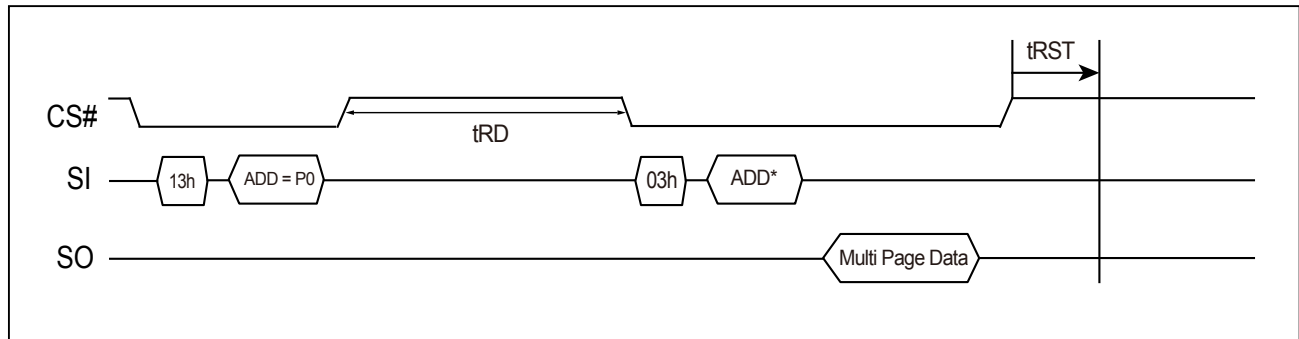 tRST
CS#
tRD
SI
13h
ADD = P0
03h
ADD*
SO
Multi Page Data